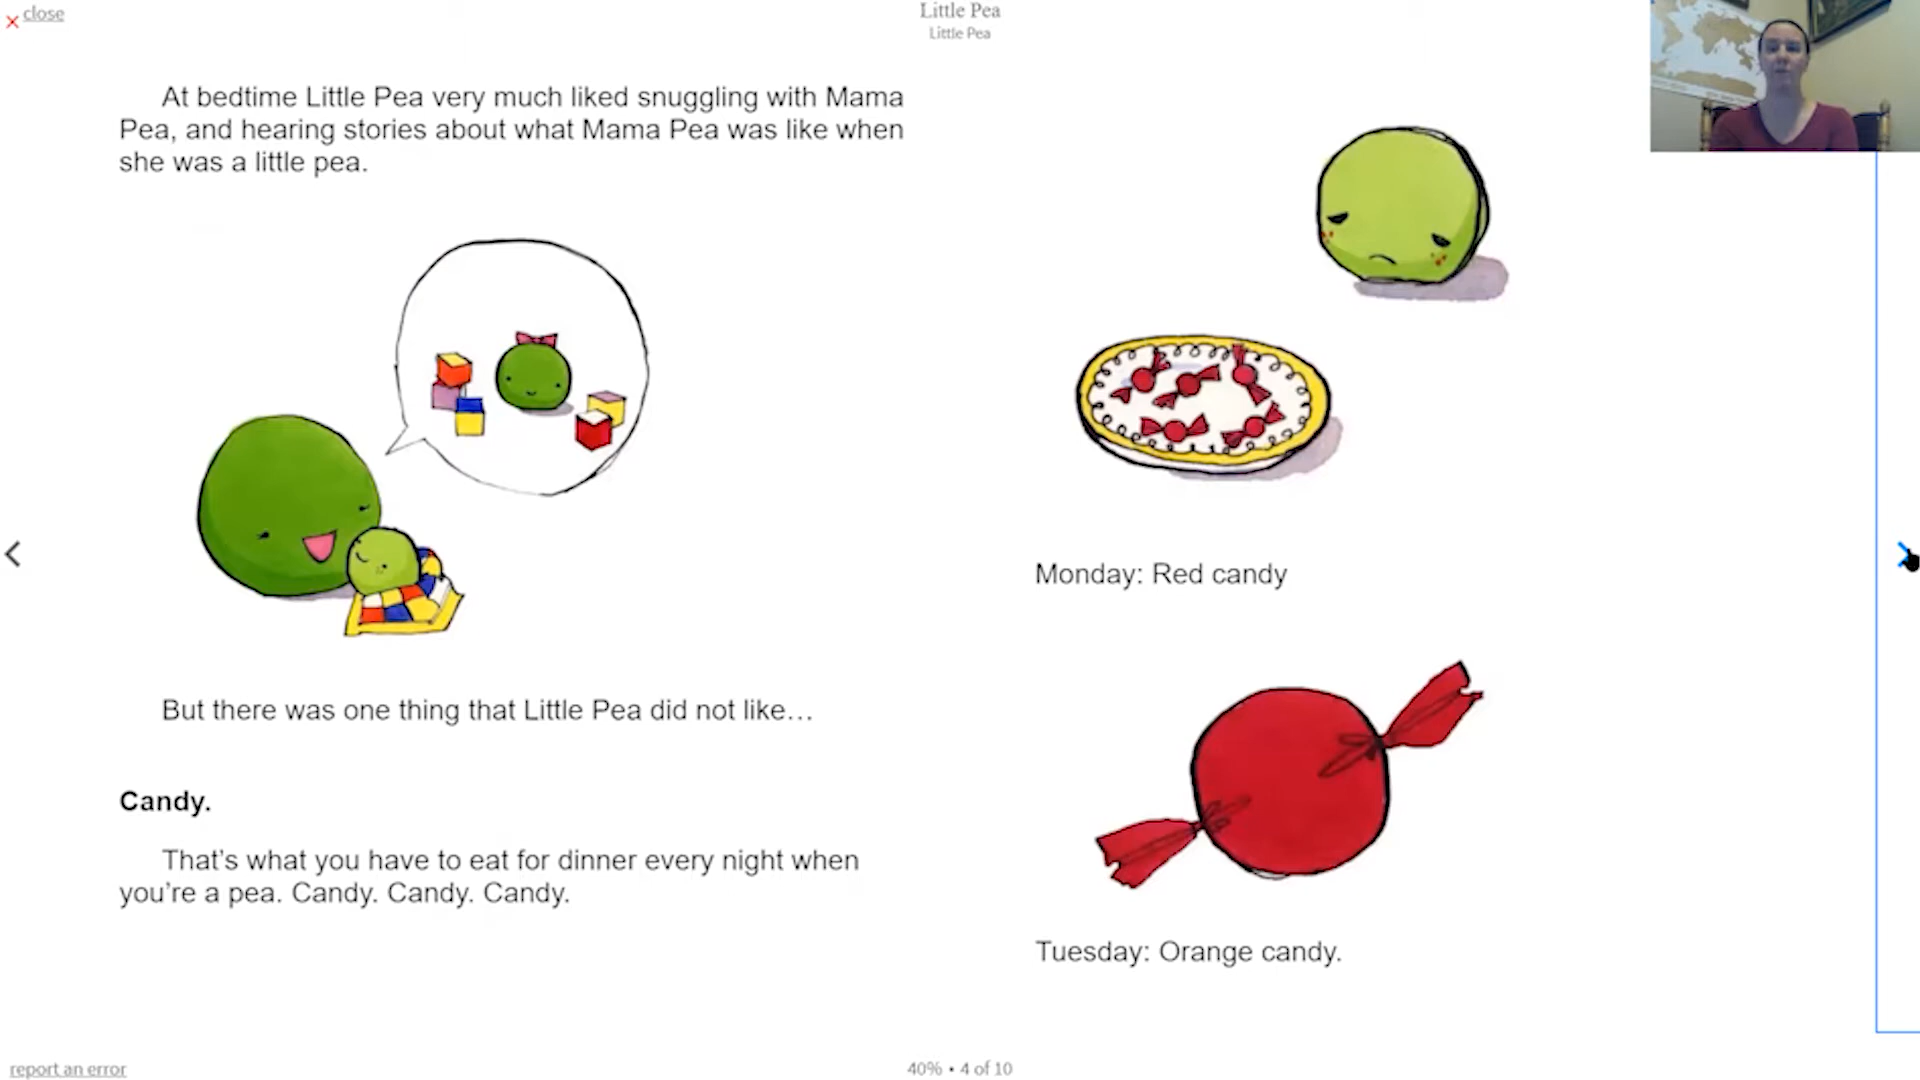 close
Little Pea
Little Pea
At bedtime Little Pea very much liked snuggling with Mama
Pea, and hearing stories about what Mama Pea was like when
she was a little pea.
But there was one thing that Little Pea did not like…
Candy.
That’s what you have to eat for dinner every night when
you’re a pea. Candy. Candy. Candy.
Monday: Red candy
Tuesday: Orange candy.
report an error
40% • 4 of 10